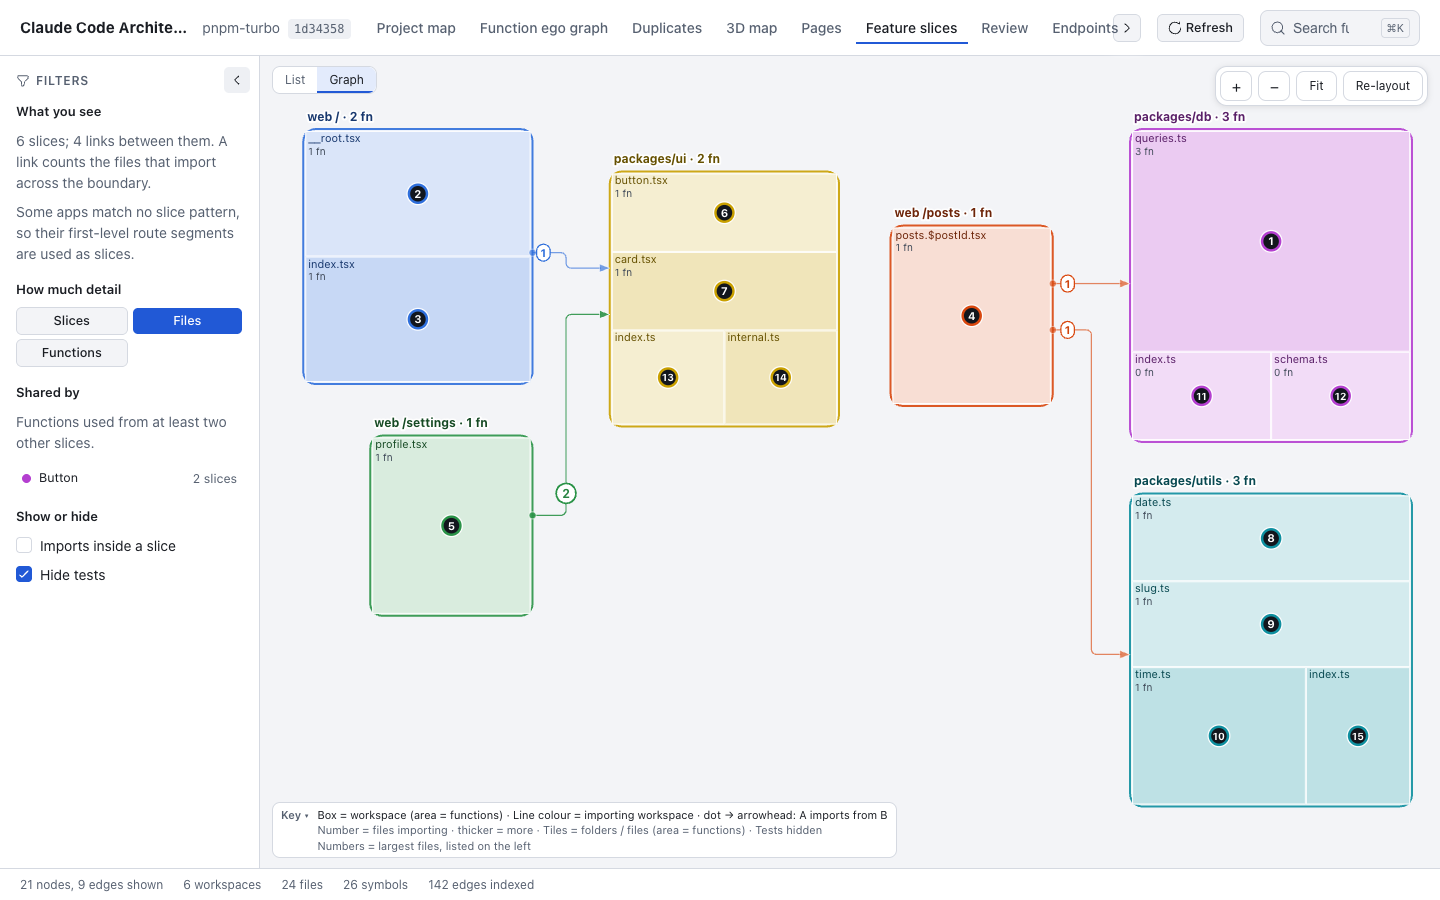 Claude Code Archite... pnpm-turbo 1d34358 Project map Function ego graph Duplicates 3D map Pages Feature slices Review Endpoints Refresh ⌘K
FILTERS
What you see
6 slices; 4 links between them. A
link counts the files that import
across the boundary.
Some apps match no slice pattern,
so their first-level route segments
are used as slices.
How much detail
Slices Files
Functions
Shared by
Functions used from at least two
other slices.
Button 2 slices
Show or hide
Imports inside a slice
Hide tests
List Graph
+ − Fit Re-layout
web / · 2 fn
__root.tsx
1 fn
2
index.tsx
1 fn
3
1
packages/ui · 2 fn
button.tsx
1 fn
6
card.tsx
1 fn
7
index.ts
13
internal.ts
14
web /settings · 1 fn
profile.tsx
1 fn
5
2
web /posts · 1 fn
posts.$postId.tsx
1 fn
4
1
1
packages/db · 3 fn
queries.ts
3 fn
1
index.ts
0 fn
11
schema.ts
0 fn
12
packages/utils · 3 fn
date.ts
1 fn
8
slug.ts
1 fn
9
time.ts
1 fn
10
index.ts
15
Key ▾ Box = workspace (area = functions) · Line colour = importing workspace · dot → arrowhead: A imports from B
Number = files importing · thicker = more · Tiles = folders / files (area = functions) · Tests hidden
Numbers = largest files, listed on the left
21 nodes, 9 edges shown 6 workspaces 24 files 26 symbols 142 edges indexed